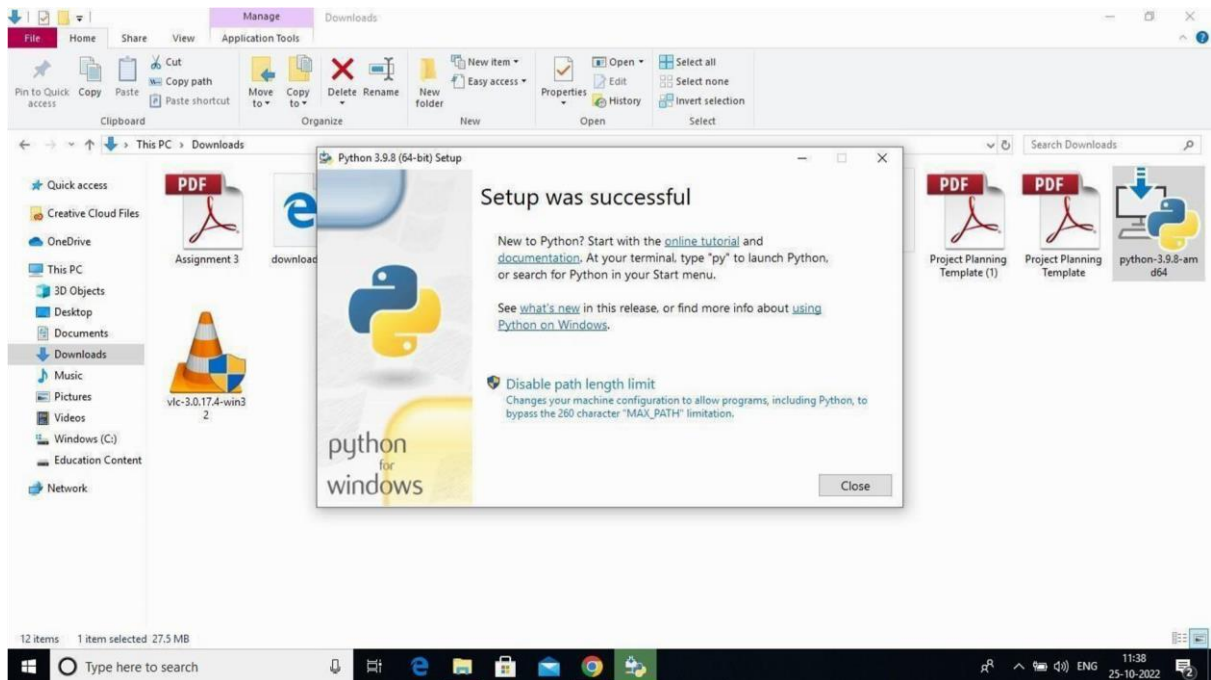 Manage
Downloads
File
Home
Share
View
Application Tools
Pin to Quick access
Copy
Paste
Cut
Copy path
Paste shortcut
Move to
Copy to
Delete
Rename
New folder
New item
Easy access
Properties
Open
Edit
History
Select all
Select none
Invert selection
Clipboard
Organize
New
Open
Select
This PC
Downloads
Search Downloads
Quick access
Creative Cloud Files
OneDrive
This PC
3D Objects
Desktop
Documents
Downloads
Music
Pictures
Videos
Windows (C:)
Education Content
Network
PDF
Assignment 3
download
vlc-3.0.17.4-win3
2
Python 3.9.8 (64-bit) Setup
Setup was successful
New to Python? Start with the online tutorial and
documentation. At your terminal, type "py" to launch Python,
or search for Python in your Start menu.
See what's new in this release, or find more info about using
Python on Windows.
Disable path length limit
Changes your machine configuration to allow programs, including Python, to
bypass the 260 character "MAX_PATH" limitation.
python
for
windows
Close
PDF
Project Planning
Template (1)
PDF
Project Planning
Template
python-3.9.8-am
d64
12 items
1 item selected 27.5 MB
Type here to search
ENG
11:38
25-10-2022
2